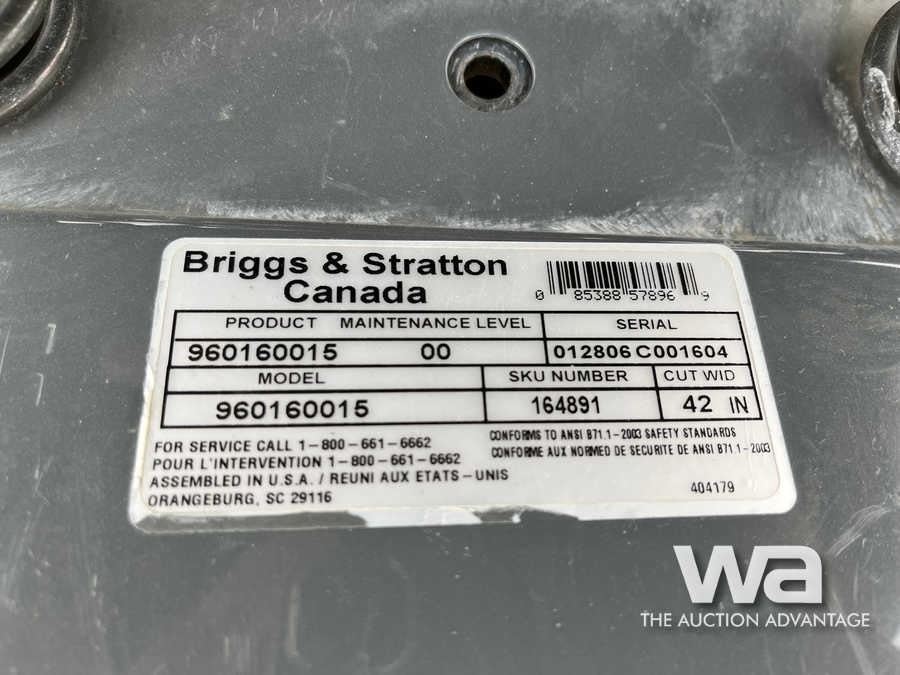 Briggs & Stratton
Canada
0 85388 57896 9
PRODUCT MAINTENANCE LEVEL SERIAL
960160015 00 012806 C001604
MODEL SKU NUMBER CUT WID
960160015 164891 42 IN
FOR SERVICE CALL 1-800-661-6662
POUR L'INTERVENTION 1-800-661-6662
ASSEMBLED IN U.S.A. / REUNI AUX ETATS-UNIS
ORANGEBURG, SC 29116
CONFORMS TO ANSI B71.1-2003 SAFETY STANDARDS
CONFORME AUX NORMED DE SECURITE DE ANSI B71.1-2003
404179
wa
THE AUCTION ADVANTAGE